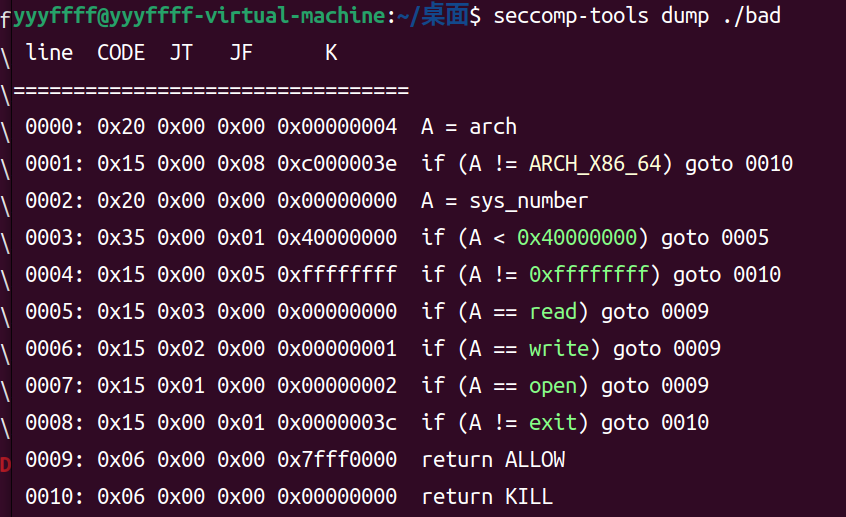 fyyyffff@yyyffff-virtual-machine:~/桌面$ seccomp-tools dump ./bad
\ line  CODE  JT   JF      K
\=================================
\ 0000: 0x20 0x00 0x00 0x00000004  A = arch
\ 0001: 0x15 0x00 0x08 0xc000003e  if (A != ARCH_X86_64) goto 0010
\ 0002: 0x20 0x00 0x00 0x00000000  A = sys_number
\ 0003: 0x35 0x00 0x01 0x40000000  if (A < 0x40000000) goto 0005
\ 0004: 0x15 0x00 0x05 0xffffffff  if (A != 0xffffffff) goto 0010
\ 0005: 0x15 0x03 0x00 0x00000000  if (A == read) goto 0009
\ 0006: 0x15 0x02 0x00 0x00000001  if (A == write) goto 0009
\ 0007: 0x15 0x01 0x00 0x00000002  if (A == open) goto 0009
\ 0008: 0x15 0x00 0x01 0x0000003c  if (A != exit) goto 0010
D 0009: 0x06 0x00 0x00 0x7fff0000  return ALLOW
0010: 0x06 0x00 0x00 0x00000000  return KILL